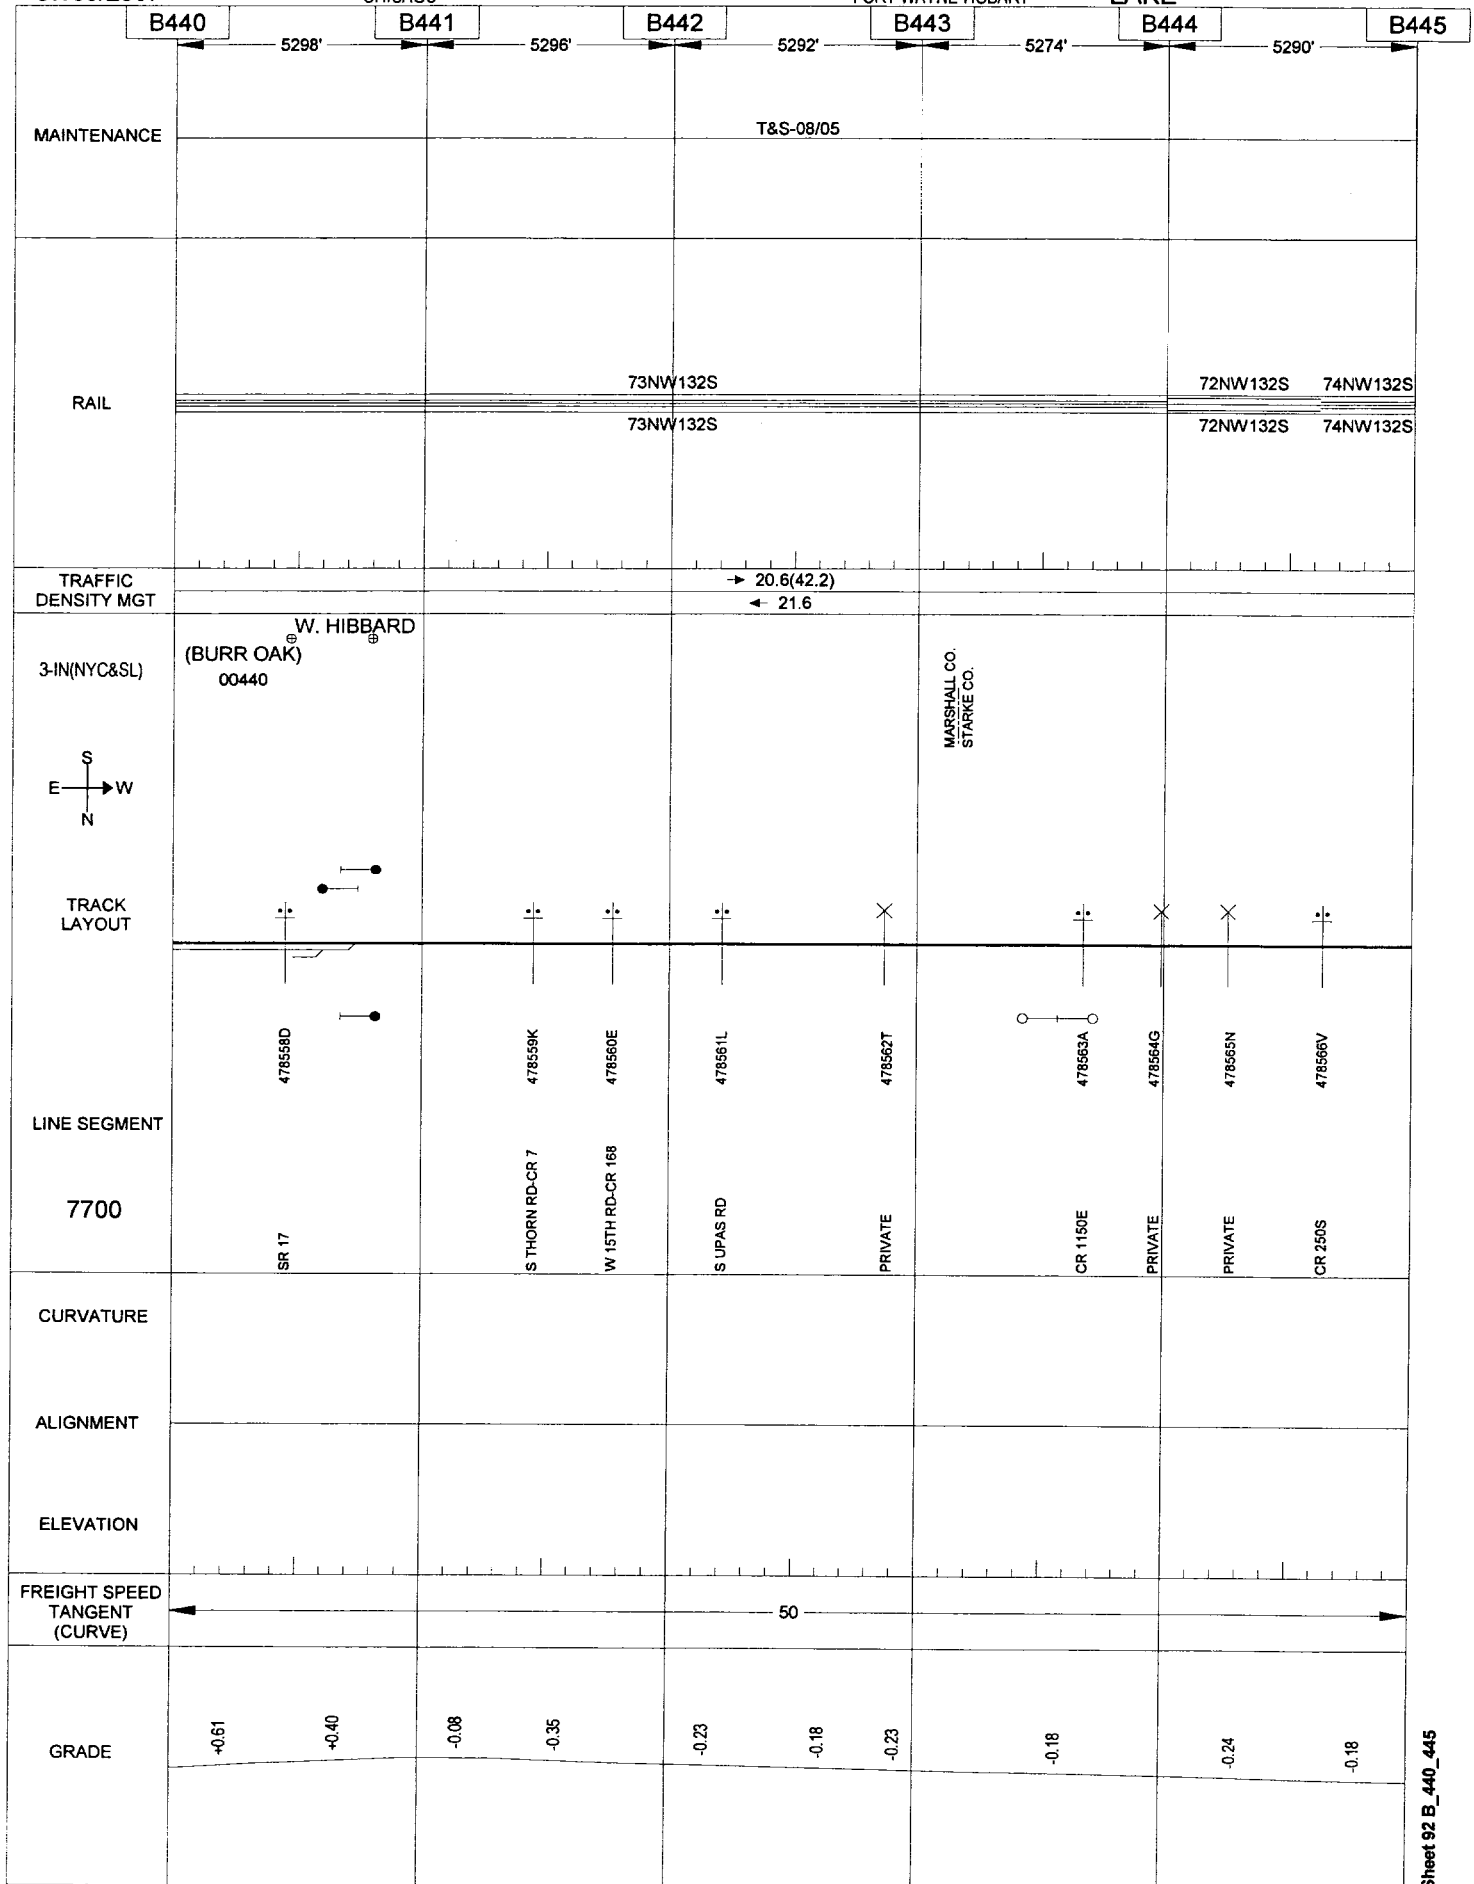 FORT WAYNE-HOBART
LAKE
B440
B441
B442
B443
B444
B445
5298'
5296'
5292'
5274'
5290'
MAINTENANCE
T&S-08/05
RAIL
73NW132S
72NW132S
74NW132S
73NW132S
72NW132S
74NW132S
TRAFFIC
DENSITY MGT
20.6(42.2)
21.6
3-IN(NYC&SL)
W. HIBBARD
(BURR OAK)
00440
MARSHALL CO.
STARKE CO.
S
E
W
N
TRACK
LAYOUT
478558D
478559K
478560E
478561L
478562T
478563A
478564G
478565N
478566V
LINE SEGMENT
7700
SR 17
S THORN RD-CR 7
W 15TH RD-CR 168
S UPAS RD
PRIVATE
CR 1150E
PRIVATE
PRIVATE
CR 250S
CURVATURE
ALIGNMENT
ELEVATION
FREIGHT SPEED
TANGENT
(CURVE)
50
GRADE
+0.61
+0.40
-0.08
-0.35
-0.23
-0.18
-0.23
-0.18
-0.24
-0.18
Sheet 92 B_440_445